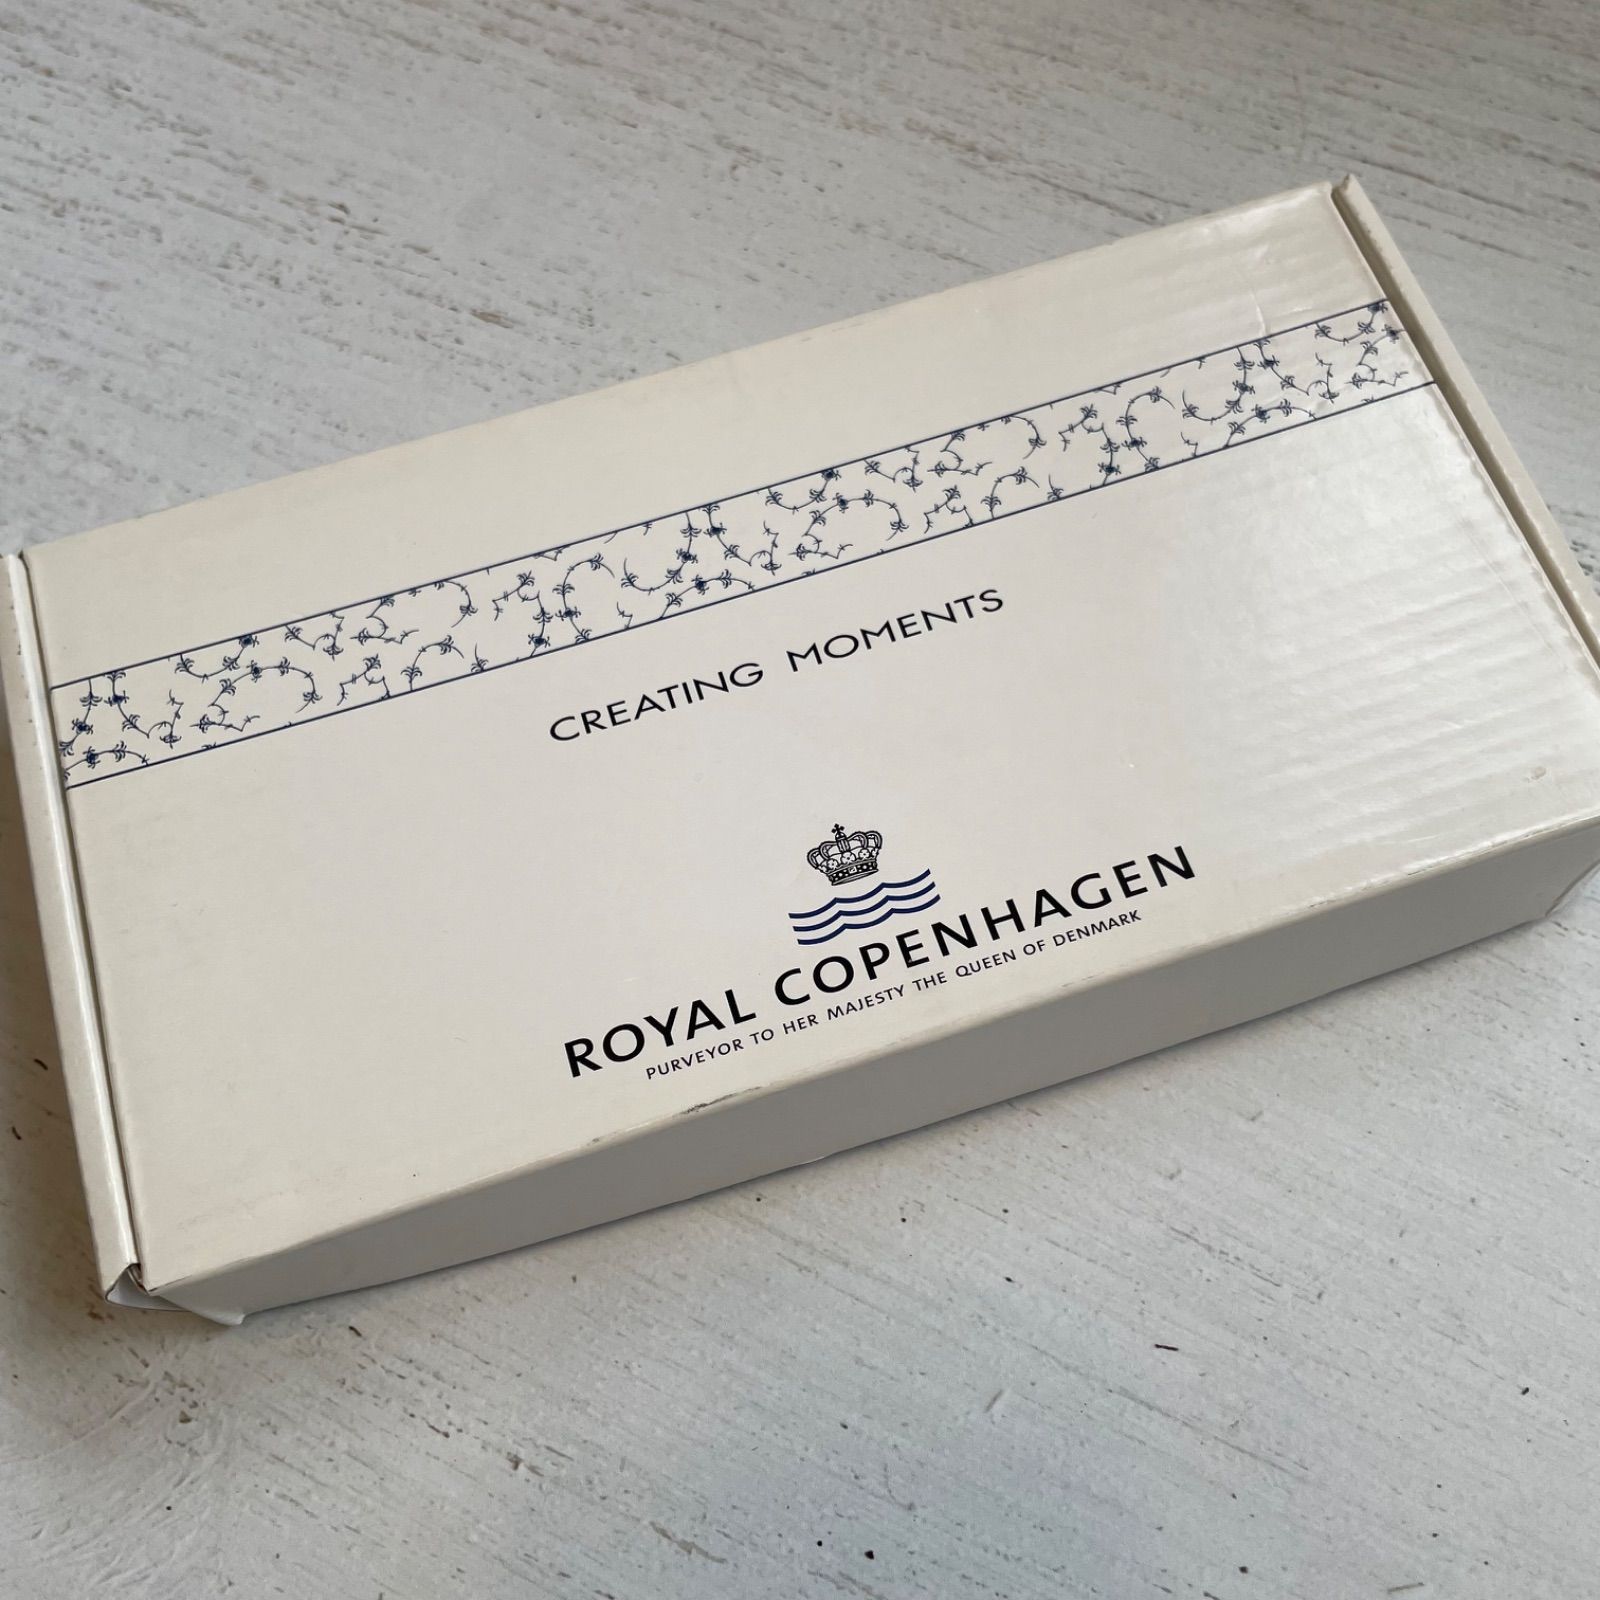 CREATING MOMENTS
ROYAL COPENHAGEN
PURVEYOR TO HER MAJESTY THE QUEEN OF DENMARK